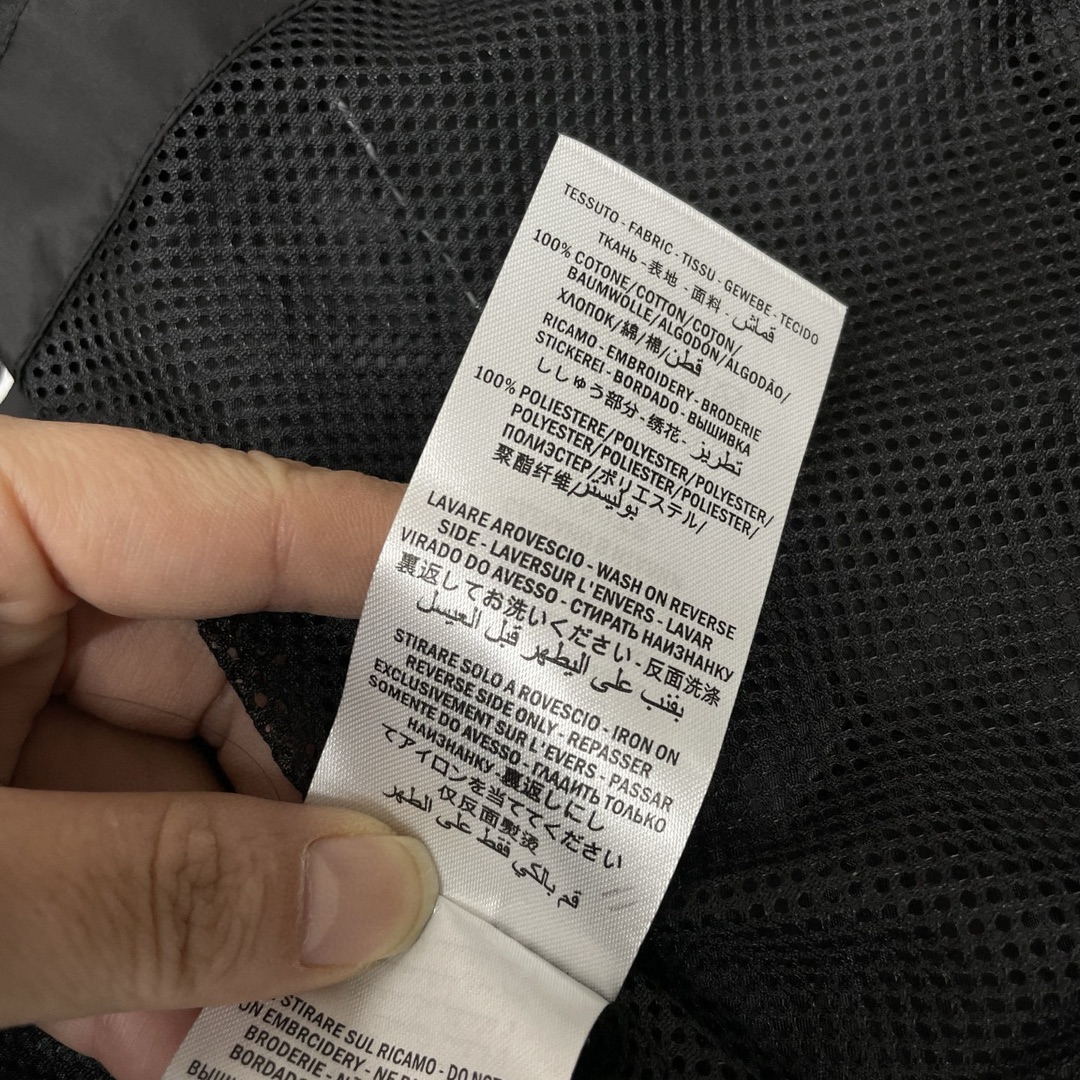 TESSUTO - FABRIC - TISSU - GEWEBE - TECIDO
ТКАНЬ - 表地 - 面料 - قماش
100% COTONE/COTTON/COTON/
BAUMWOLLE/ALGODÓN/ALGODÃO/
ХЛОПОК/綿/棉/قطن
RICAMO - EMBROIDERY - BRODERIE
STICKEREI - BORDADO - ВЫШИВКА
ししゅう部分 - 绣花 - تطريز
100% POLIESTERE/POLYESTER/POLYESTER/
POLYESTER/POLIESTER/POLIESTER/
ПОЛИЭСТЕР/ポリエステル/
聚酯纤维/بوليستر
LAVARE AROVESCIO - WASH ON REVERSE
SIDE - LAVERSUR L'ENVERS - LAVAR
VIRADO DO AVESSO - СТИРАТЬ НАИЗНАНКУ
裏返してお洗いください - 反面洗涤
على قبل
STIRARE SOLO A ROVESCIO - IRON ON
REVERSE SIDE ONLY - REPASSER
EXCLUSIVEMENT SUR L'EVERS - PASSAR
SOMENTE DO AVESSO - ГЛАДИТЬ ТОЛЬКО
НАИЗНАНКУ - 裏返しにし
てアイロンを当ててください
仅反面熨烫
قم بالكي فقط على الظهر
STIRARE SUL RICAMO - DO NOT
ON EMBRCIDERY - NE
BRODERIE - N
BORDADO